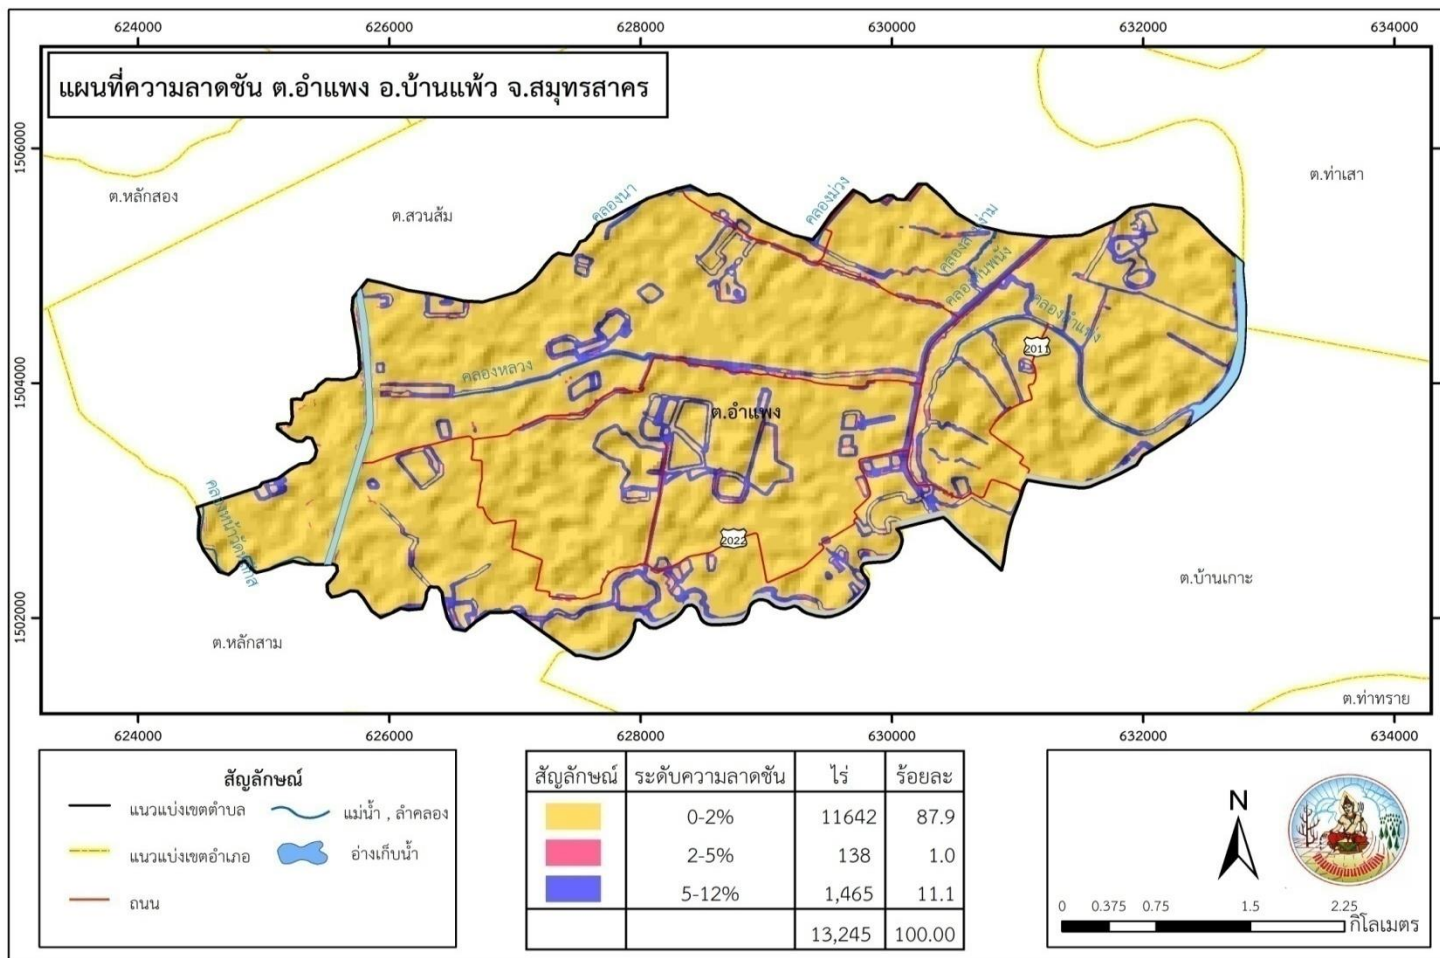 624000 626000 628000 630000 632000 634000
แผนที่ความลาดชัน ต.อำแพง อ.บ้านแพ้ว จ.สมุทรสาคร
1506000
1504000
1502000
ต.หลักสอง
ต.สวนส้ม
ต.ท่าเสา
คลองนา
คลองม่วง
คลองหลวง
ต.อำแพง
2011
2022
ต.บ้านเกาะ
ต.หลักสาม
ต.ท่าทราย
624000 626000 628000 630000 632000 634000
สัญลักษณ์
แนวแบ่งเขตตำบล
แม่น้ำ , ลำคลอง
แนวแบ่งเขตอำเภอ
อ่างเก็บน้ำ
ถนน
สัญลักษณ์ ระดับความลาดชัน ไร่ ร้อยละ
0-2% 11642 87.9
2-5% 138 1.0
5-12% 1,465 11.1
13,245 100.00
N
0 0.375 0.75 1.5 2.25
กิโลเมตร